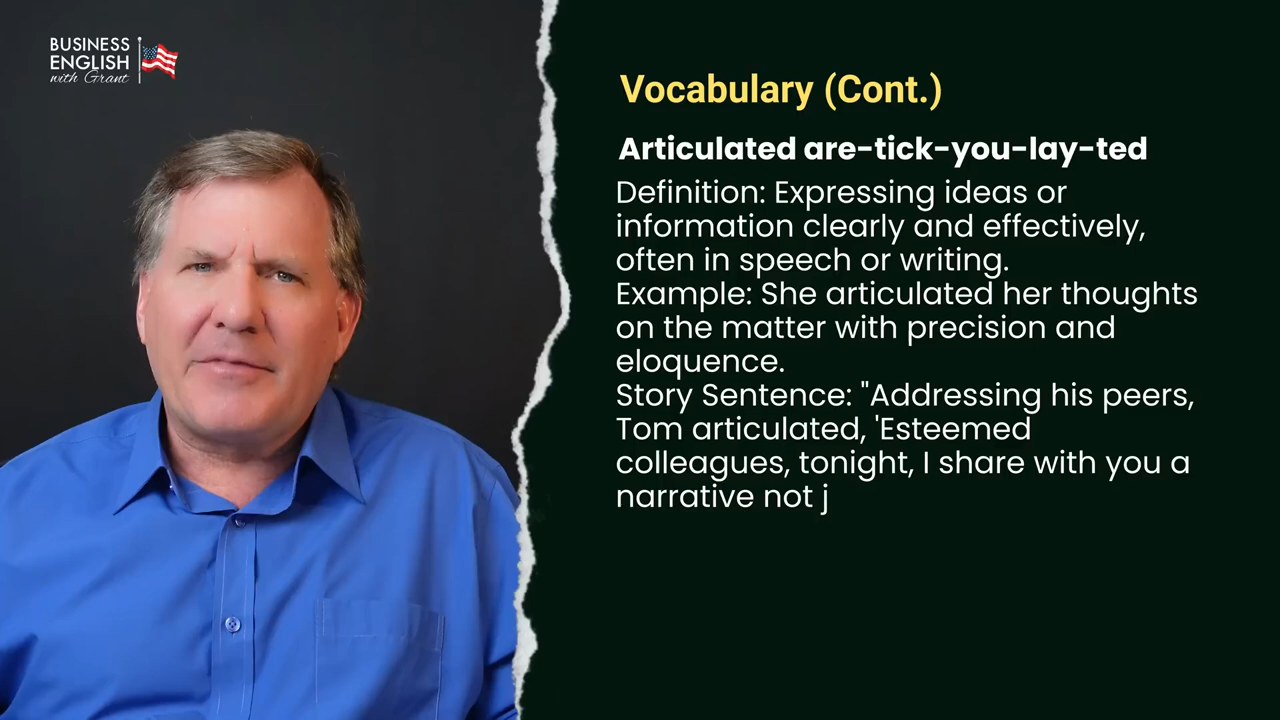 BUSINESS
ENGLISH
with Grant
Vocabulary (Cont.)
Articulated are-tick-you-lay-ted
Definition: Expressing ideas or
information clearly and effectively,
often in speech or writing.
Example: She articulated her thoughts
on the matter with precision and
eloquence.
Story Sentence: "Addressing his peers,
Tom articulated, 'Esteemed
colleagues, tonight, I share with you a
narrative not j